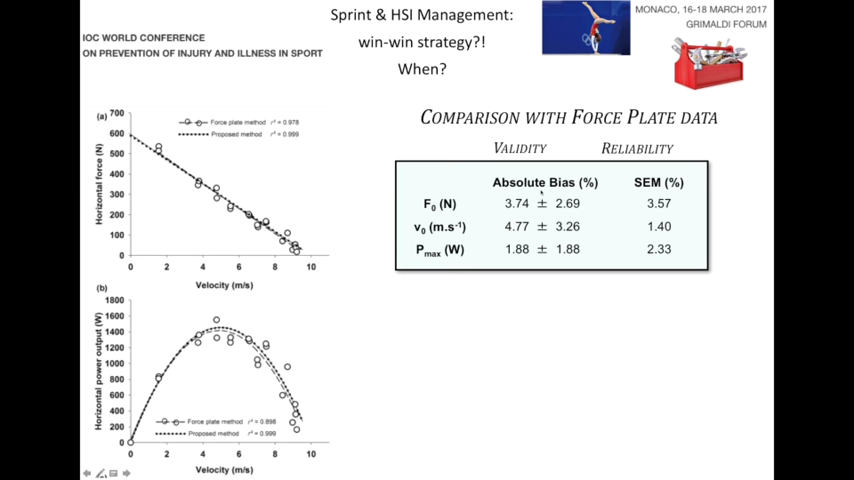 IOC WORLD CONFERENCE
ON PREVENTION OF INJURY AND ILLNESS IN SPORT
Sprint & HSI Management:
win-win strategy?!
When?
MONACO, 16-18 MARCH 2017
GRIMALDI FORUM
(a)
Force plate method r² = 0.978
Proposed method r² = 0.999
Horizontal force (N)
700
600
500
400
300
200
100
0
0 2 4 6 8 10
Velocity (m/s)
(b)
Horizontal power output (W)
1800
1600
1400
1200
1000
800
600
400
200
0
Force plate method r² = 0.898
Proposed method r² = 0.999
0 2 4 6 8 10
Velocity (m/s)
COMPARISON WITH FORCE PLATE DATA
VALIDITY RELIABILITY
Absolute Bias (%) SEM (%)
F₀ (N) 3.74 ± 2.69 3.57
v₀ (m.s⁻¹) 4.77 ± 3.26 1.40
Pmax (W) 1.88 ± 1.88 2.33